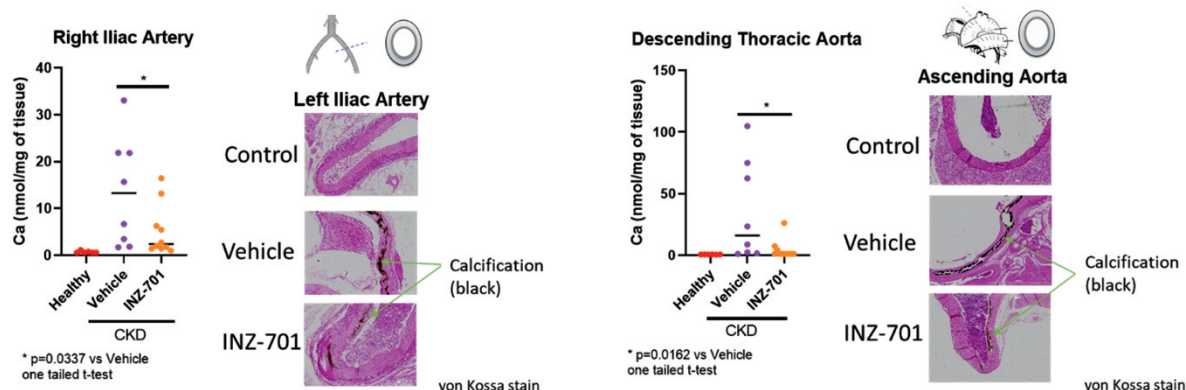 Right Iliac Artery
Ca (nmol/mg of tissue)
40
30
20
10
0
*
Healthy
Vehicle
INZ-701
CKD
* p=0.0337 vs Vehicle
one tailed t-test
Left Iliac Artery
Control
Vehicle
INZ-701
Calcification
(black)
von Kossa stain
Descending Thoracic Aorta
Ca (nmol/mg of tissue)
150
100
50
0
*
Healthy
Vehicle
INZ-701
CKD
* p=0.0162 vs Vehicle
one tailed t-test
Ascending Aorta
Control
Vehicle
INZ-701
Calcification
(black)
von Kossa stain